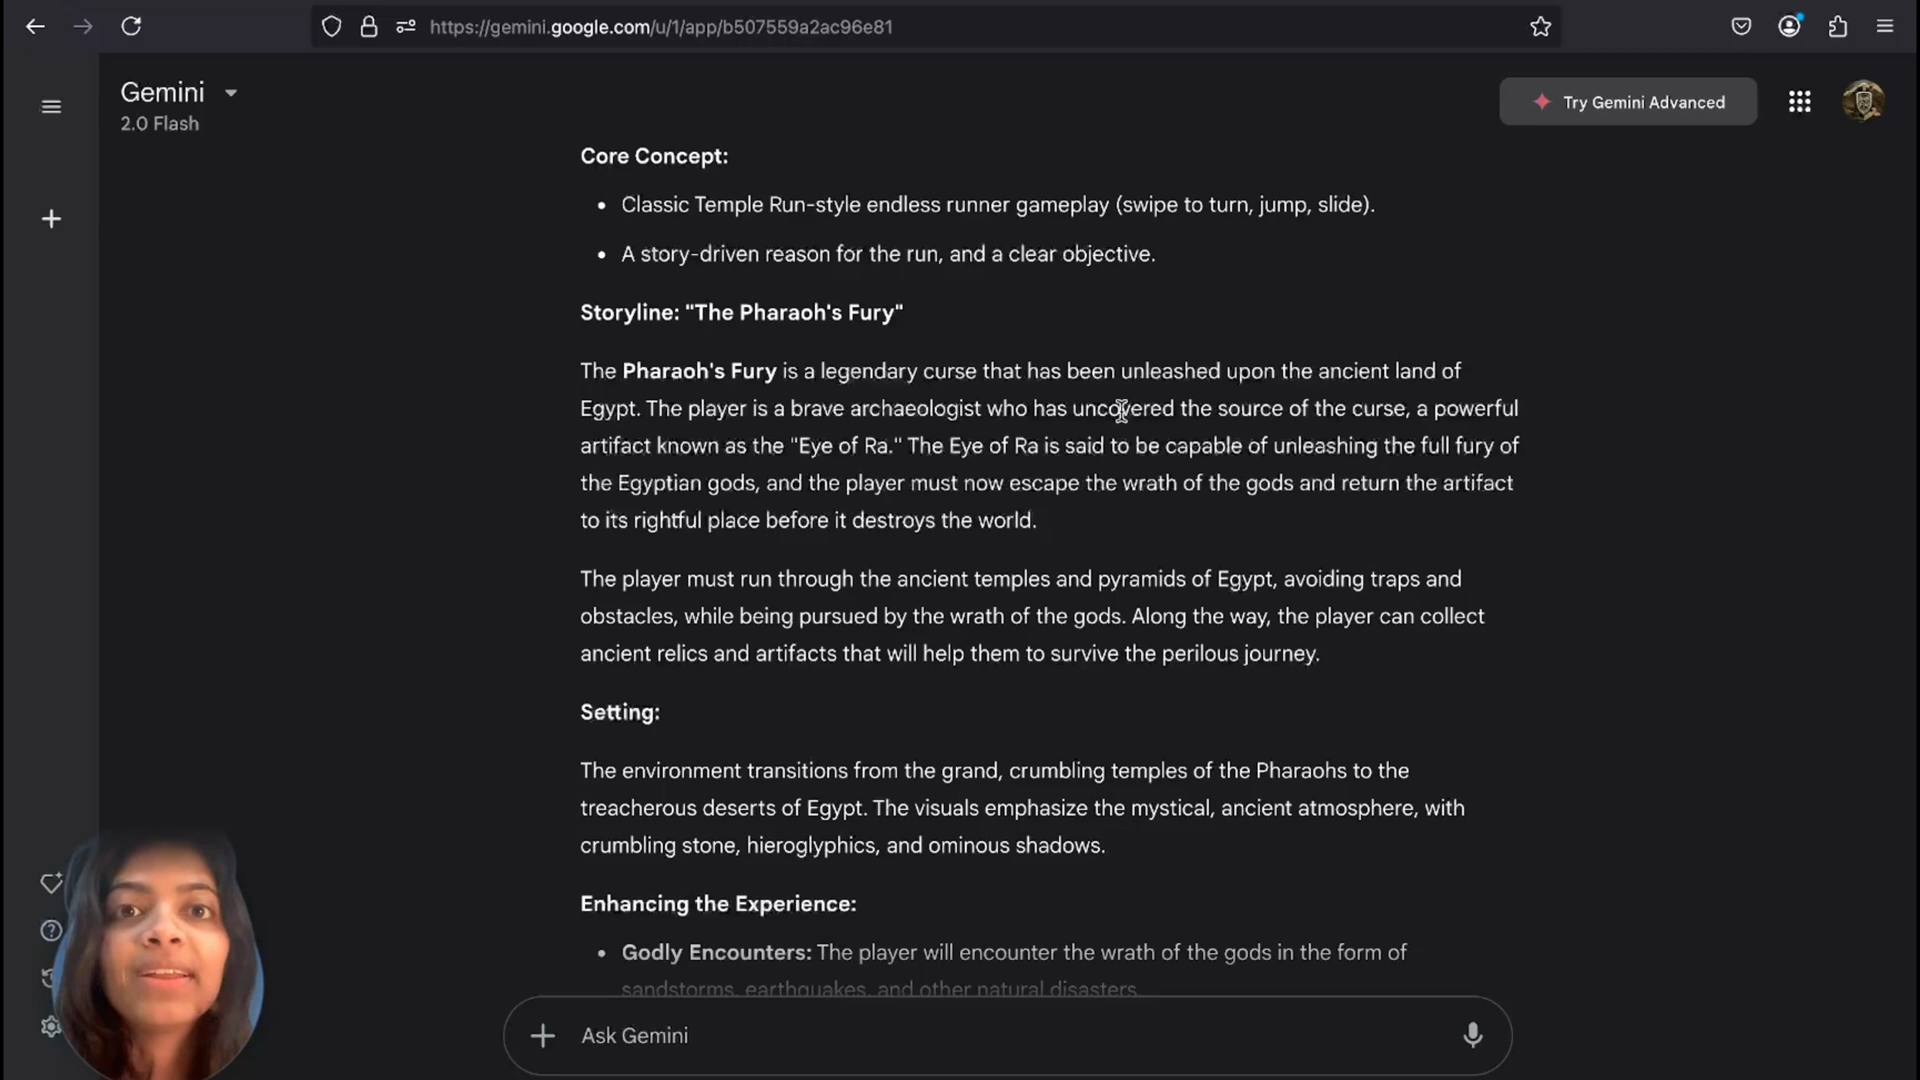 https://gemini.google.com/u/1/app/b507559a2ac96e81
Gemini
2.0 Flash
Try Gemini Advanced
Core Concept:
• Classic Temple Run-style endless runner gameplay (swipe to turn, jump, slide).
• A story-driven reason for the run, and a clear objective.
Storyline: "The Pharaoh's Fury"
The Pharaoh's Fury is a legendary curse that has been unleashed upon the ancient land of
Egypt. The player is a brave archaeologist who has uncovered the source of the curse, a powerful
artifact known as the "Eye of Ra." The Eye of Ra is said to be capable of unleashing the full fury of
the Egyptian gods, and the player must now escape the wrath of the gods and return the artifact
to its rightful place before it destroys the world.
The player must run through the ancient temples and pyramids of Egypt, avoiding traps and
obstacles, while being pursued by the wrath of the gods. Along the way, the player can collect
ancient relics and artifacts that will help them to survive the perilous journey.
Setting:
The environment transitions from the grand, crumbling temples of the Pharaohs to the
treacherous deserts of Egypt. The visuals emphasize the mystical, ancient atmosphere, with
crumbling stone, hieroglyphics, and ominous shadows.
Enhancing the Experience:
• Godly Encounters: The player will encounter the wrath of the gods in the form of
sandstorms, earthquakes, and other natural disasters.
Ask Gemini